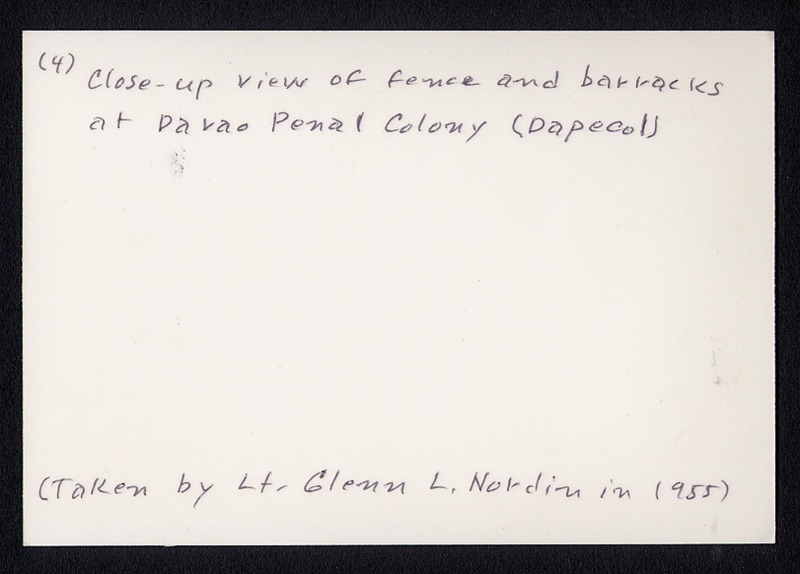 (4) Close-up view of fence and barracks
at Davao Penal Colony (Dapecol)
(Taken by Lt. Glenn L. Nordin in 1955)